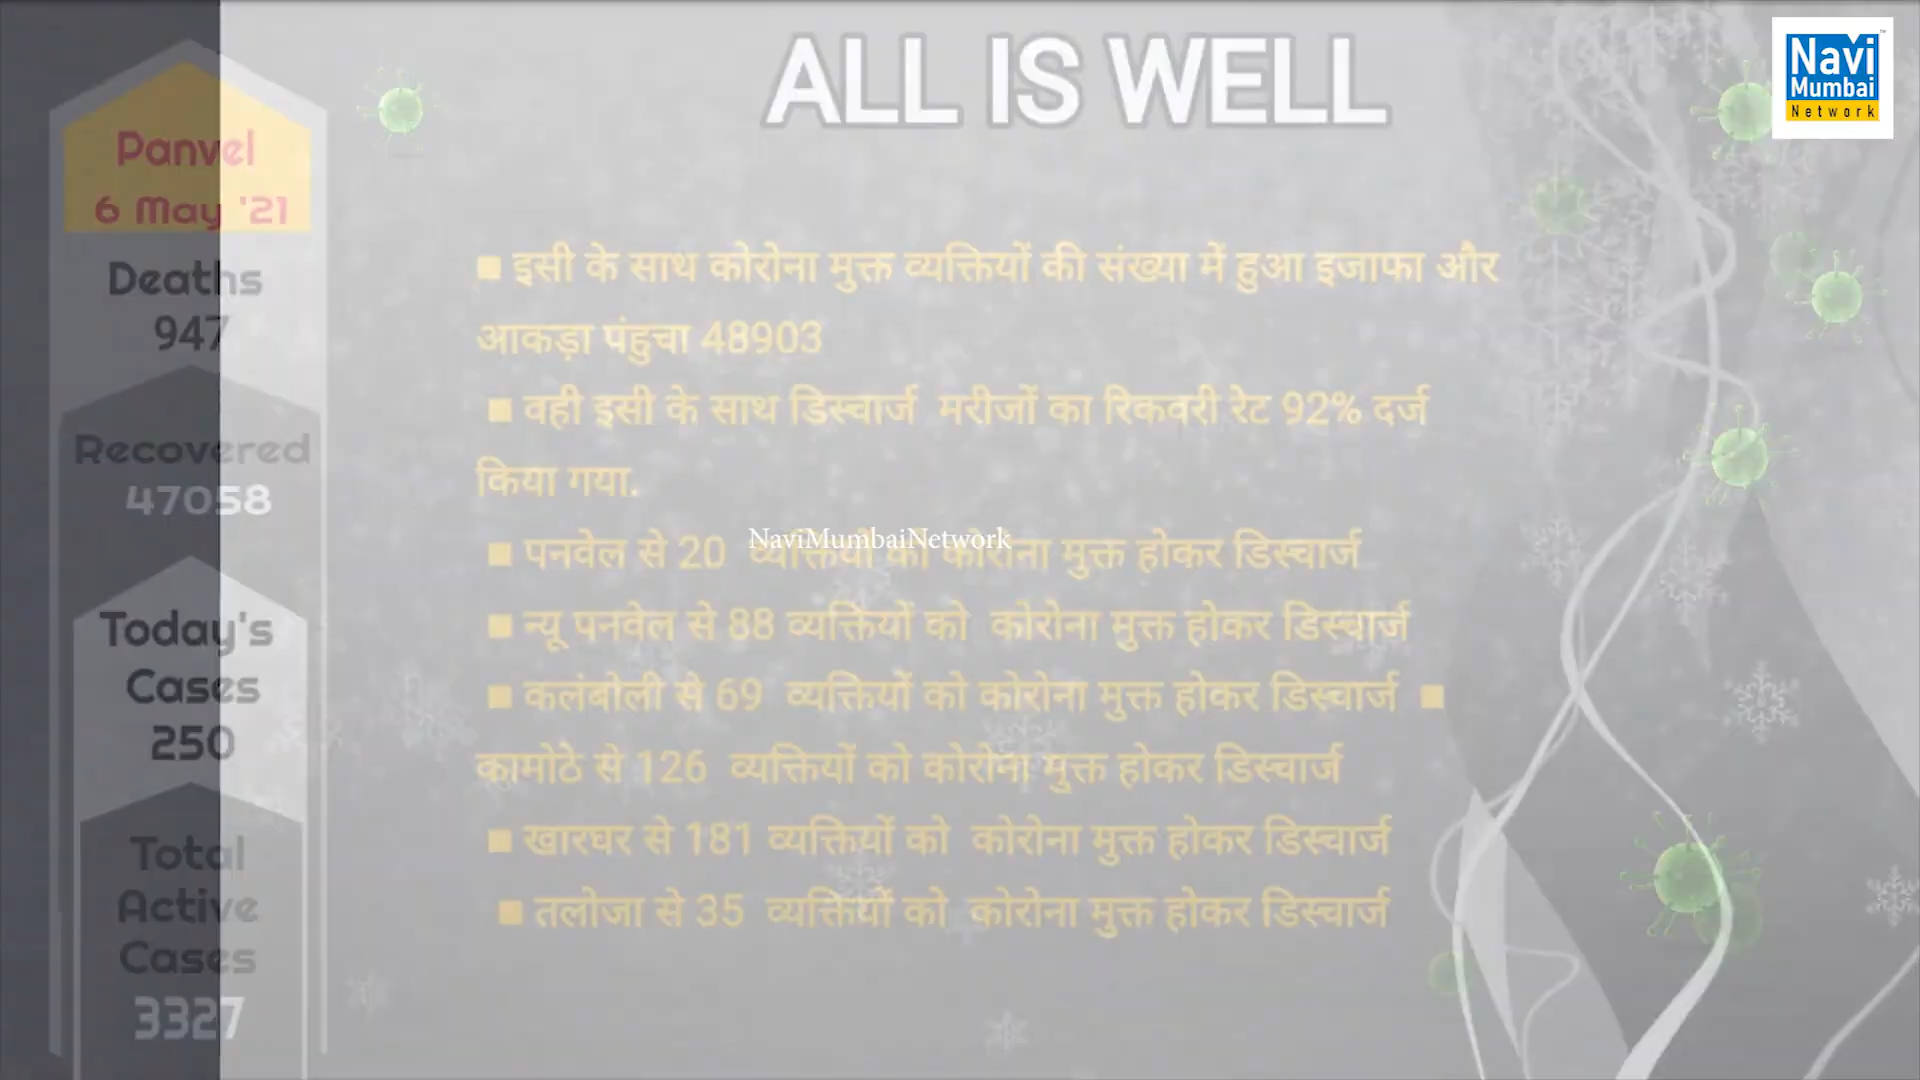 ALL IS WELL
Navi
Mumbai
Network
Panvel
6 May '21
Deaths
947
Recovered
47058
Today's
Cases
250
Total
Active
Cases
3327
■ इसी के साथ कोरोना मुक्त व्यक्तियों की संख्या में हुआ इजाफा और
आकड़ा पंहुचा 48903
■ वही इसी के साथ डिस्चार्ज मरीजों का रिकवरी रेट 92% दर्ज
किया गया.
■ पनवेल से 20 व्यक्तियों को कोरोना मुक्त होकर डिस्चार्ज
NaviMumbaiNetwork
■ न्यू पनवेल से 88 व्यक्तियों को कोरोना मुक्त होकर डिस्चार्ज
■ कलंबोली से 69 व्यक्तियों को कोरोना मुक्त होकर डिस्चार्ज ■
कामोठे से 126 व्यक्तियों को कोरोना मुक्त होकर डिस्चार्ज
■ खारघर से 181 व्यक्तियों को कोरोना मुक्त होकर डिस्चार्ज
■ तलोजा से 35 व्यक्तियों को कोरोना मुक्त होकर डिस्चार्ज